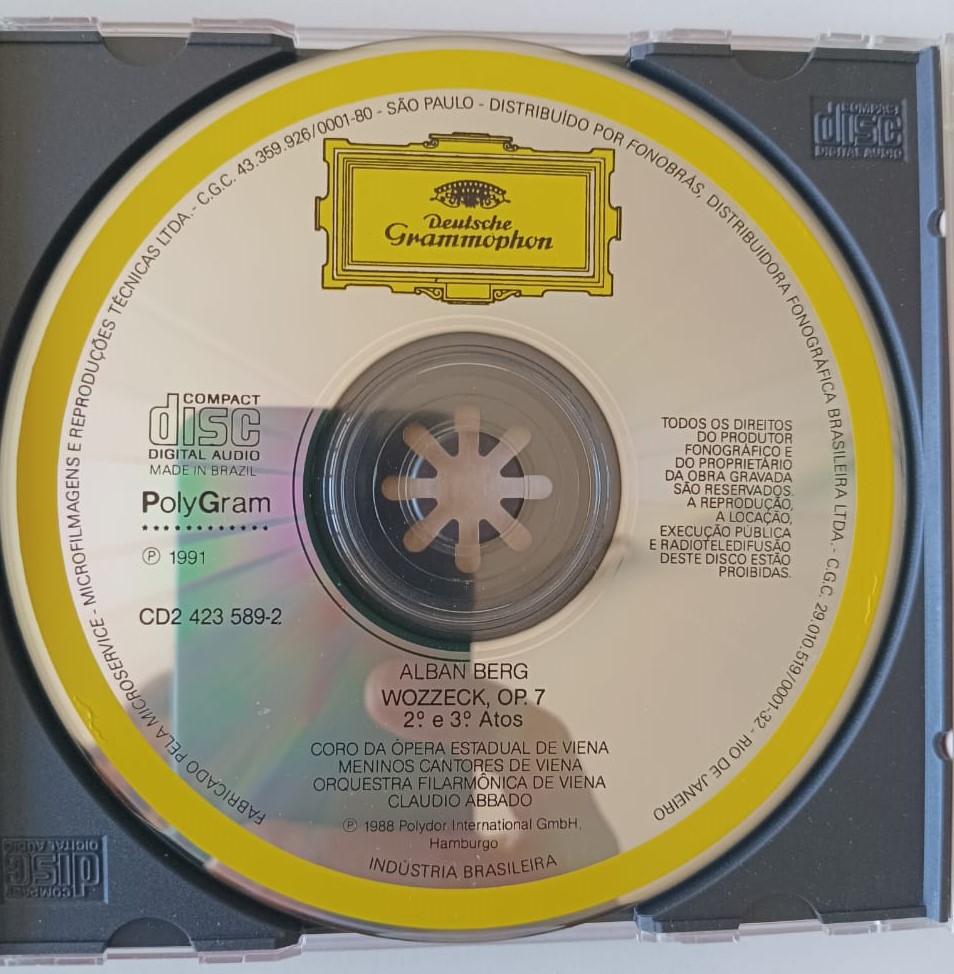 FABRICADO PELA MICROSERVICE - MICROFILMAGENS E REPRODUÇÕES TÉCNICAS LTDA. - C.G.C. 43.359.926/0001-80 - SÃO PAULO - DISTRIBUÍDO POR FONOBRÁS, DISTRIBUIDORA FONOGRÁFICA BRASILEIRA LTDA. - C.G.C. 29.010.519/0001-32 - RIO DE JANEIRO
Deutsche
Grammophon
COMPACT
disc
DIGITAL AUDIO
COMPACT
disc
DIGITAL AUDIO
MADE IN BRAZIL
PolyGram
℗ 1991
CD2 423 589-2
TODOS OS DIREITOS
DO PRODUTOR
FONOGRÁFICO E
DO PROPRIETÁRIO
DA OBRA GRAVADA
SÃO RESERVADOS.
A REPRODUÇÃO,
A LOCAÇÃO,
EXECUÇÃO PÚBLICA
E RADIOTELEDIFUSÃO
DESTE DISCO ESTÃO
PROIBIDAS.
ALBAN BERG
WOZZECK, OP. 7
2º e 3º Atos
CORO DA ÓPERA ESTADUAL DE VIENA
MENINOS CANTORES DE VIENA
ORQUESTRA FILARMÔNICA DE VIENA
CLAUDIO ABBADO
℗ 1988 Polydor International GmbH,
Hamburgo
INDÚSTRIA BRASILEIRA
COMPACT
disc
DIGITAL AUDIO